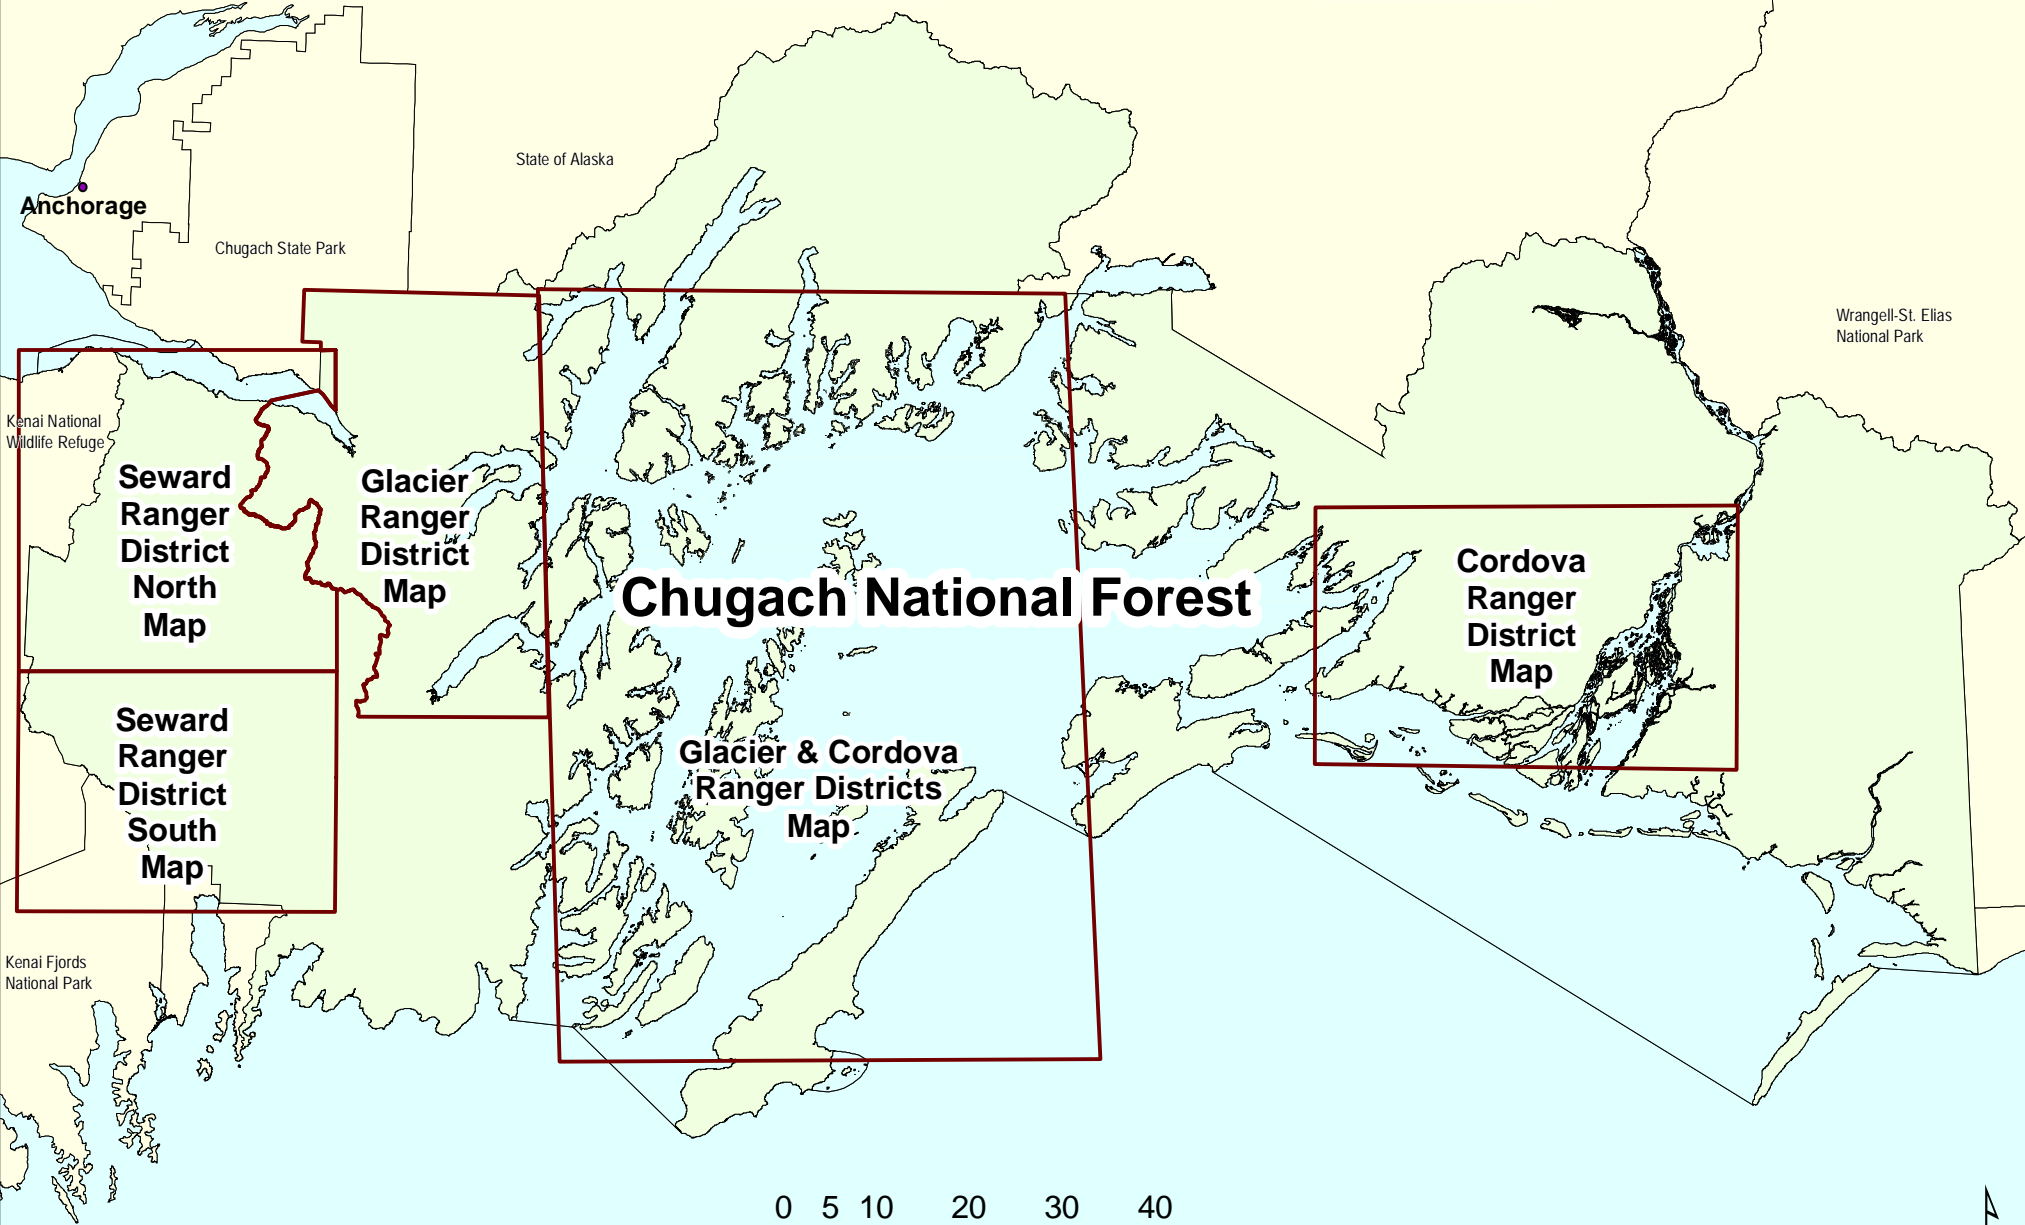 State of Alaska
Anchorage
Chugach State Park
Wrangell-St. Elias
National Park
Kenai National
Wildlife Refuge
Seward
Ranger
District
North
Map
Glacier
Ranger
District
Map
Chugach National Forest
Cordova
Ranger
District
Map
Seward
Ranger
District
South
Map
Glacier & Cordova
Ranger Districts
Map
Kenai Fjords
National Park
0 5 10 20 30 40